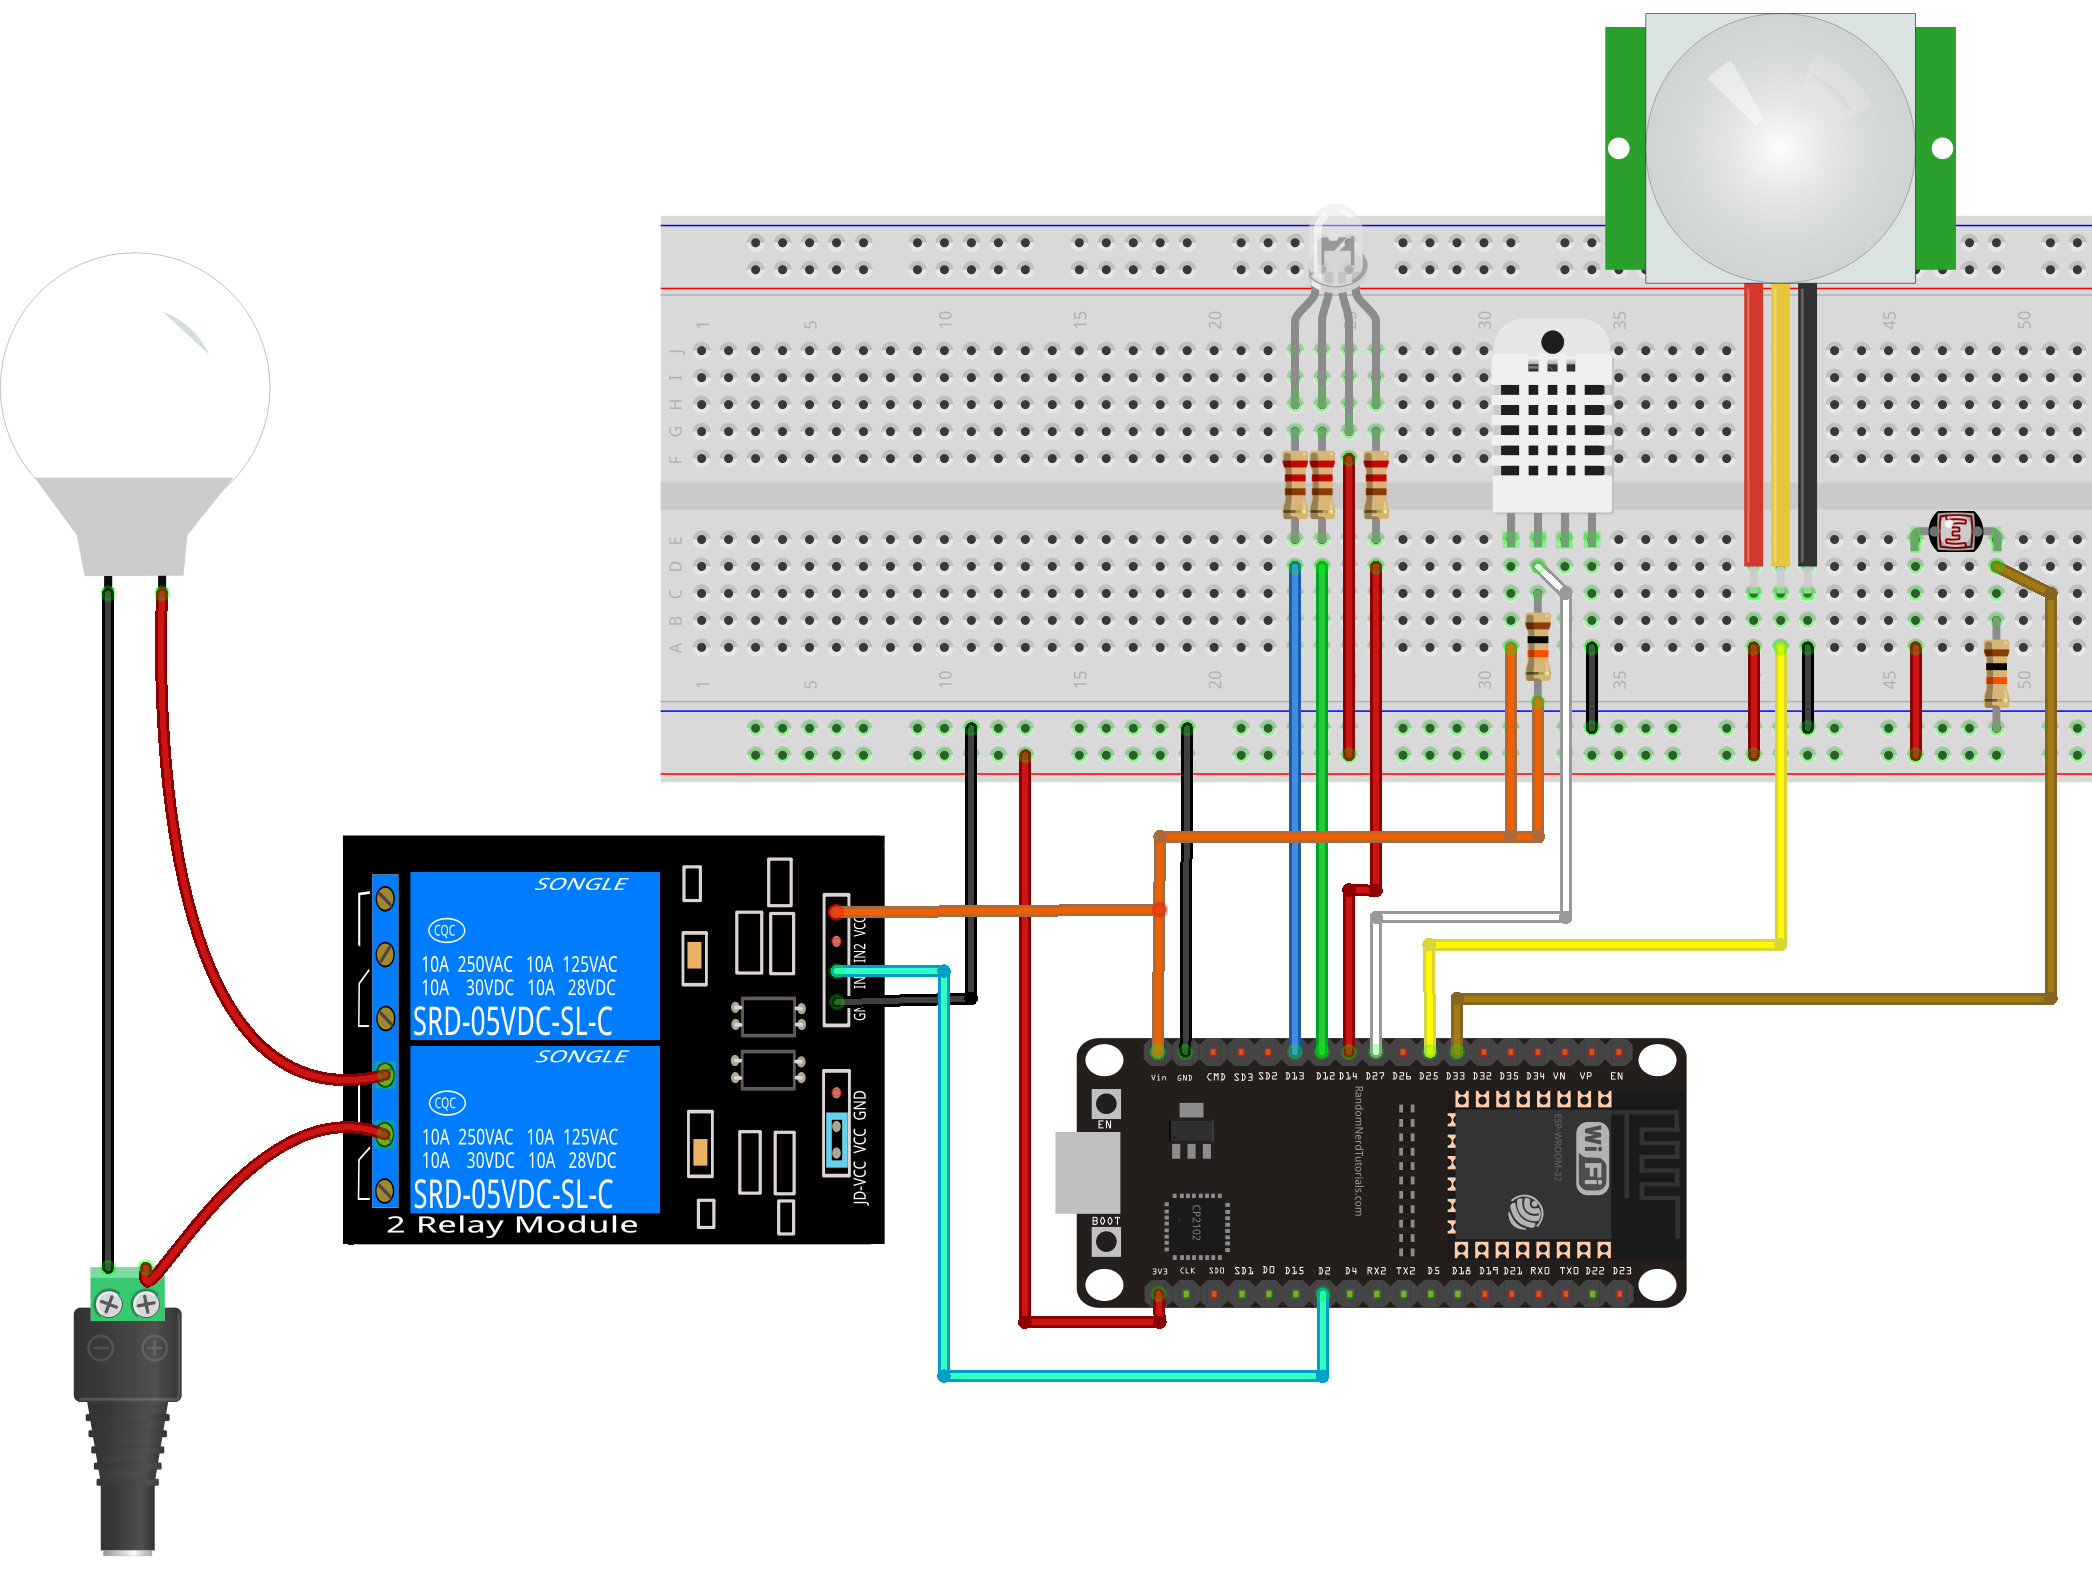 1 5 10 15 20 25 30 35 45 50
J
I
H
G
F
E
D
C
B
A
1 5 10 15 20 30 35 45 50
SONGLE
CQC
10A 250VAC 10A 125VAC
10A 30VDC 10A 28VDC
SRD-05VDC-SL-C
SONGLE
CQC
10A 250VAC 10A 125VAC
10A 30VDC 10A 28VDC
SRD-05VDC-SL-C
2 Relay Module
IN2 VCC
JD-VCC VCC GND
Vin GND CMD SD3 SD2 D13 D12 D14 D27 D26 D25 D33 D32 D35 D34 VN VP EN
EN
RandomNerdTutorials.com
ESP-WROOM-32
WiFi
CP2102
BOOT
3V3 CLK SD0 SD1 D0 D15 D2 D4 RX2 TX2 D5 D18 D19 D21 RX0 TX0 D22 D23